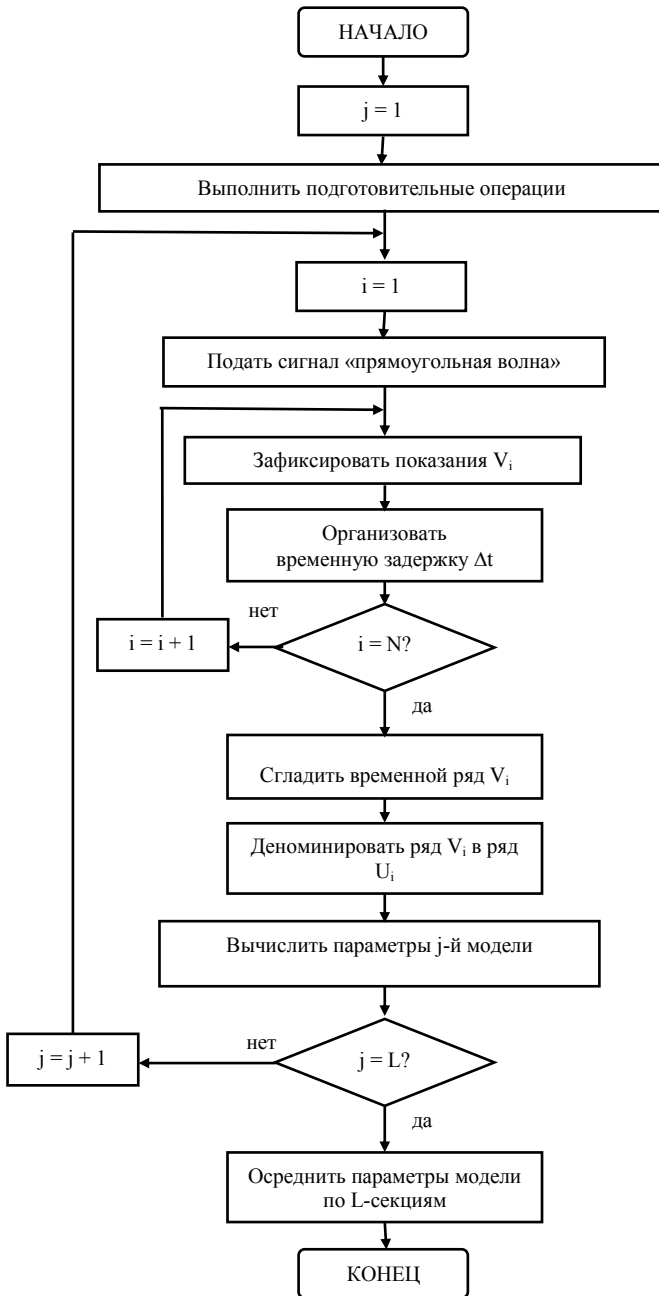 НАЧАЛО
j = 1
Выполнить подготовительные операции
i = 1
Подать сигнал «прямоугольная волна»
Зафиксировать показания Vᵢ
Организовать
временную задержку Δt
нет
i = i + 1
i = N?
да
Сгладить временной ряд Vᵢ
Деноминировать ряд Vᵢ в ряд
Uᵢ
Вычислить параметры j-й модели
нет
j = j + 1
j = L?
да
Осреднить параметры модели
по L-секциям
КОНЕЦ